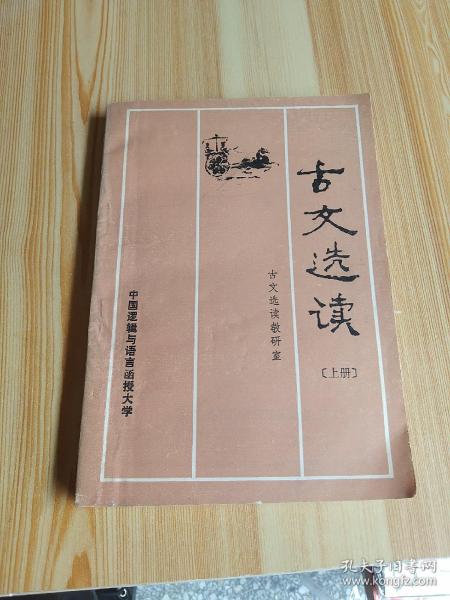 古文选读
〔上册〕
古文选读教研室
中国逻辑与语言函授大学
孔夫子旧书网
www.kongfz.com